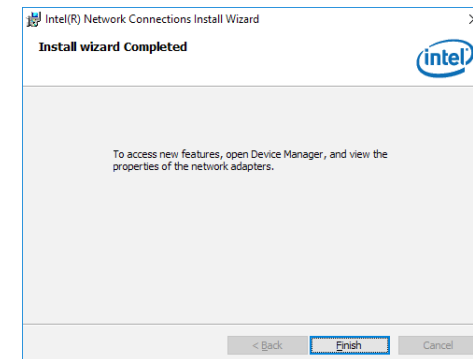 Intel(R) Network Connections Install Wizard
Install wizard Completed
intel
To access new features, open Device Manager, and view the
properties of the network adapters.
< Back
Finish
Cancel